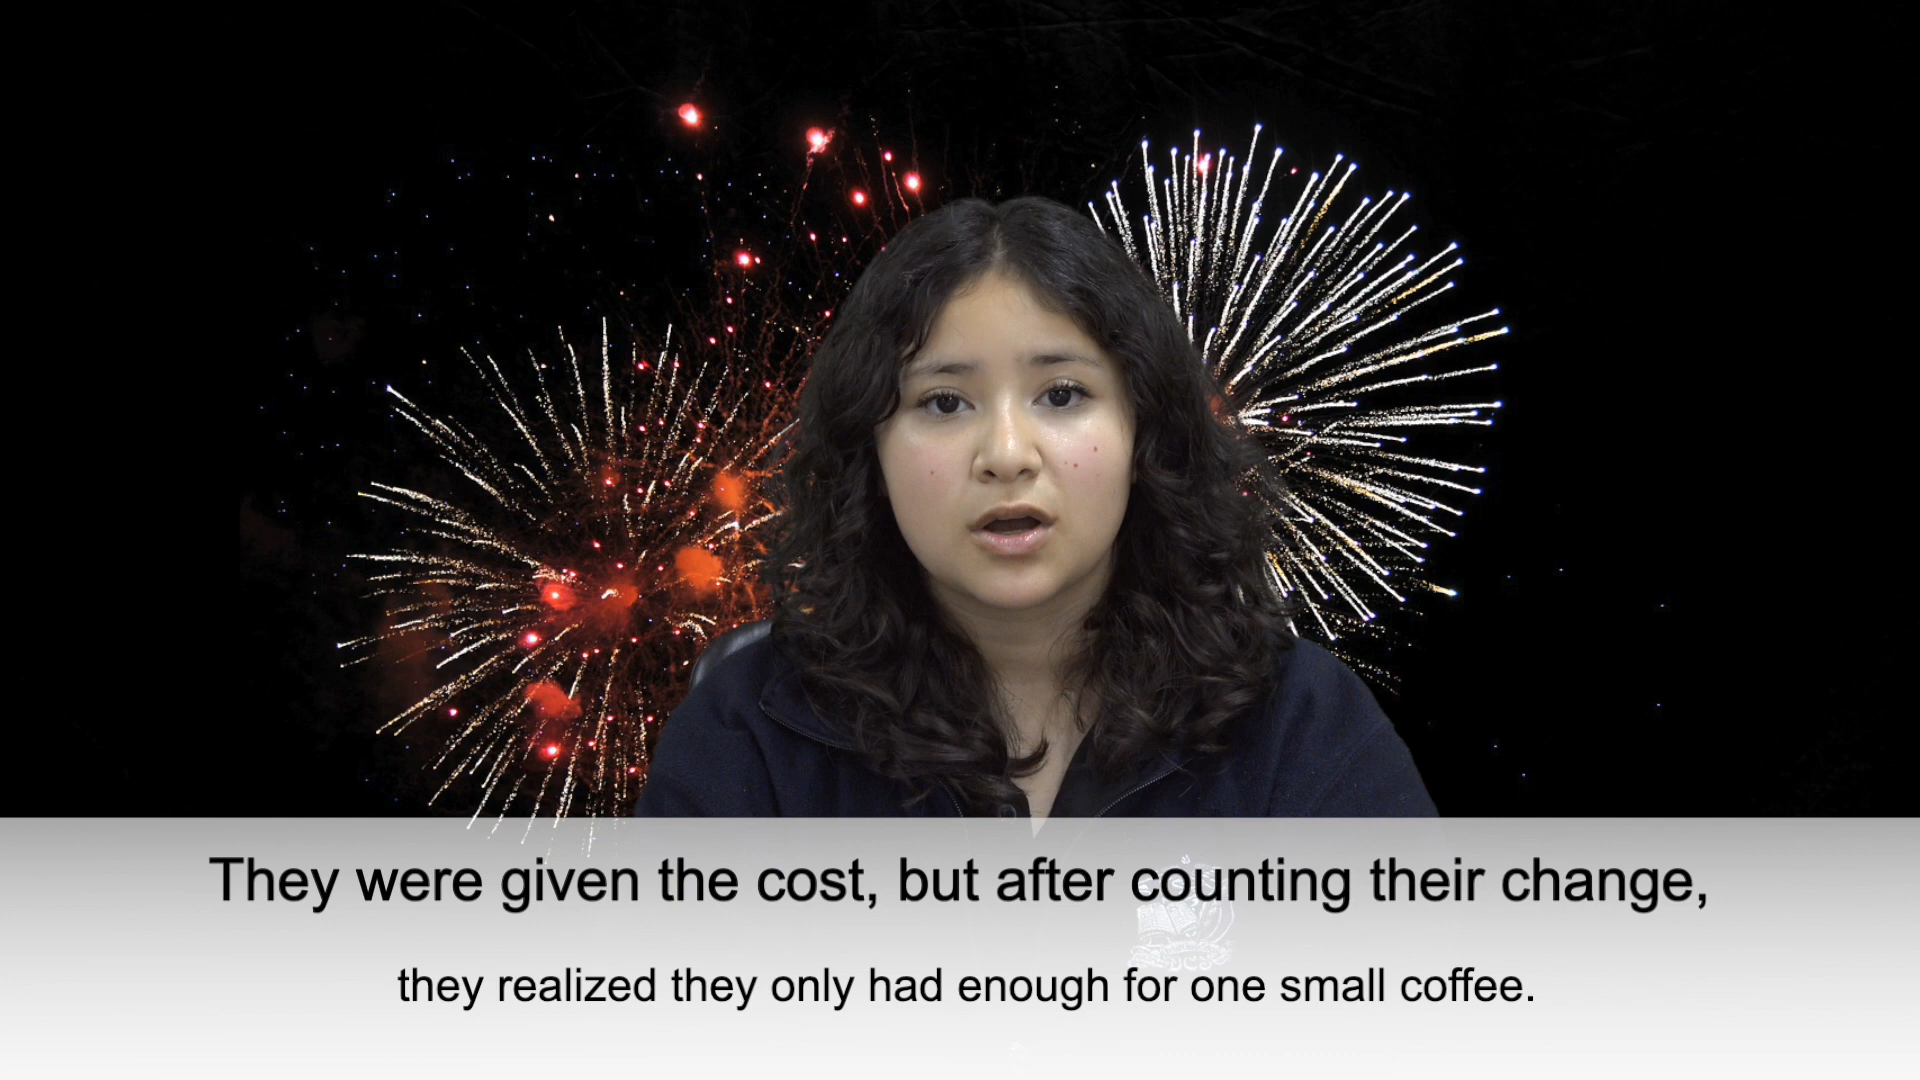 They were given the cost, but after counting their change,
they realized they only had enough for one small coffee.